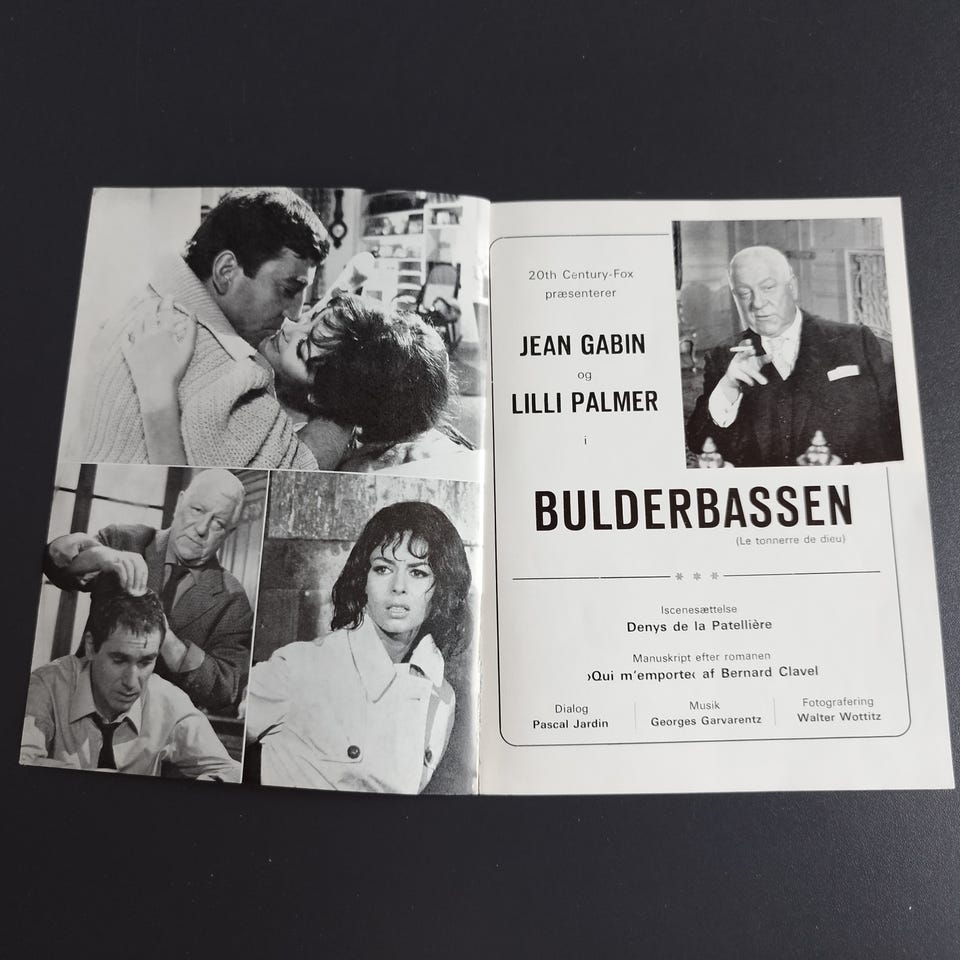 20th Century-Fox
præsenterer
JEAN GABIN
og
LILLI PALMER
i
BULDERBASSEN
(Le tonnerre de dieu)
* * *
Iscenesættelse
Denys de la Patellière
Manuskript efter romanen
›Qui m'emporte‹ af Bernard Clavel
Dialog
Pascal Jardin
Musik
Georges Garvarentz
Fotografering
Walter Wottitz